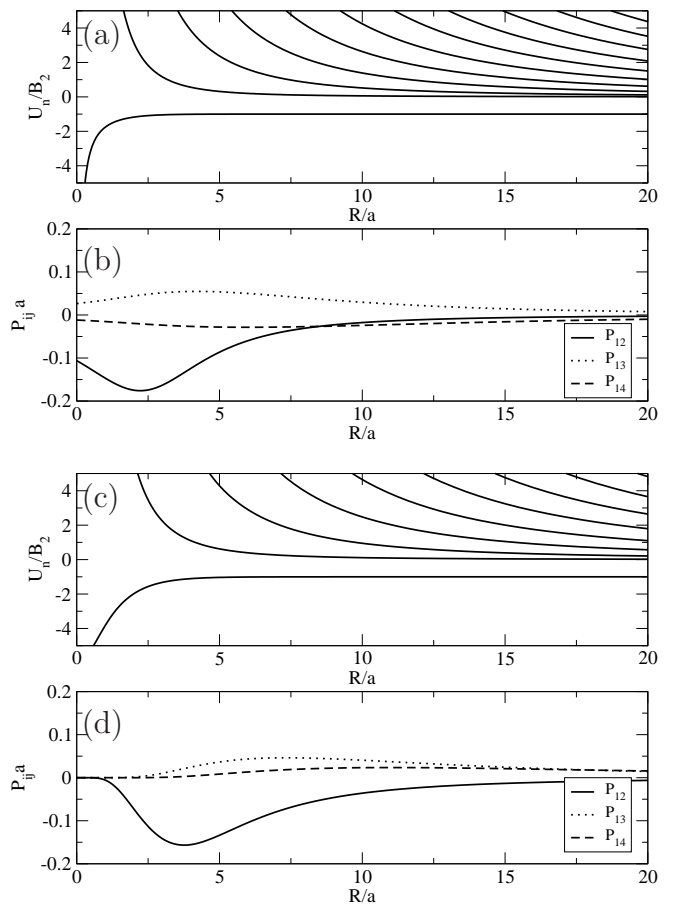 (a)
U_n/B_2
4
2
0
-2
-4
0 5 10 15 20
R/a
(b)
P_ij a
0.2
0.1
0
-0.1
-0.2
P_12
P_13
P_14
0 5 10 15 20
R/a
(c)
U_n/B_2
4
2
0
-2
-4
0 5 10 15 20
R/a
(d)
P_ij a
0.2
0.1
0
-0.1
-0.2
P_12
P_13
P_14
0 5 10 15 20
R/a